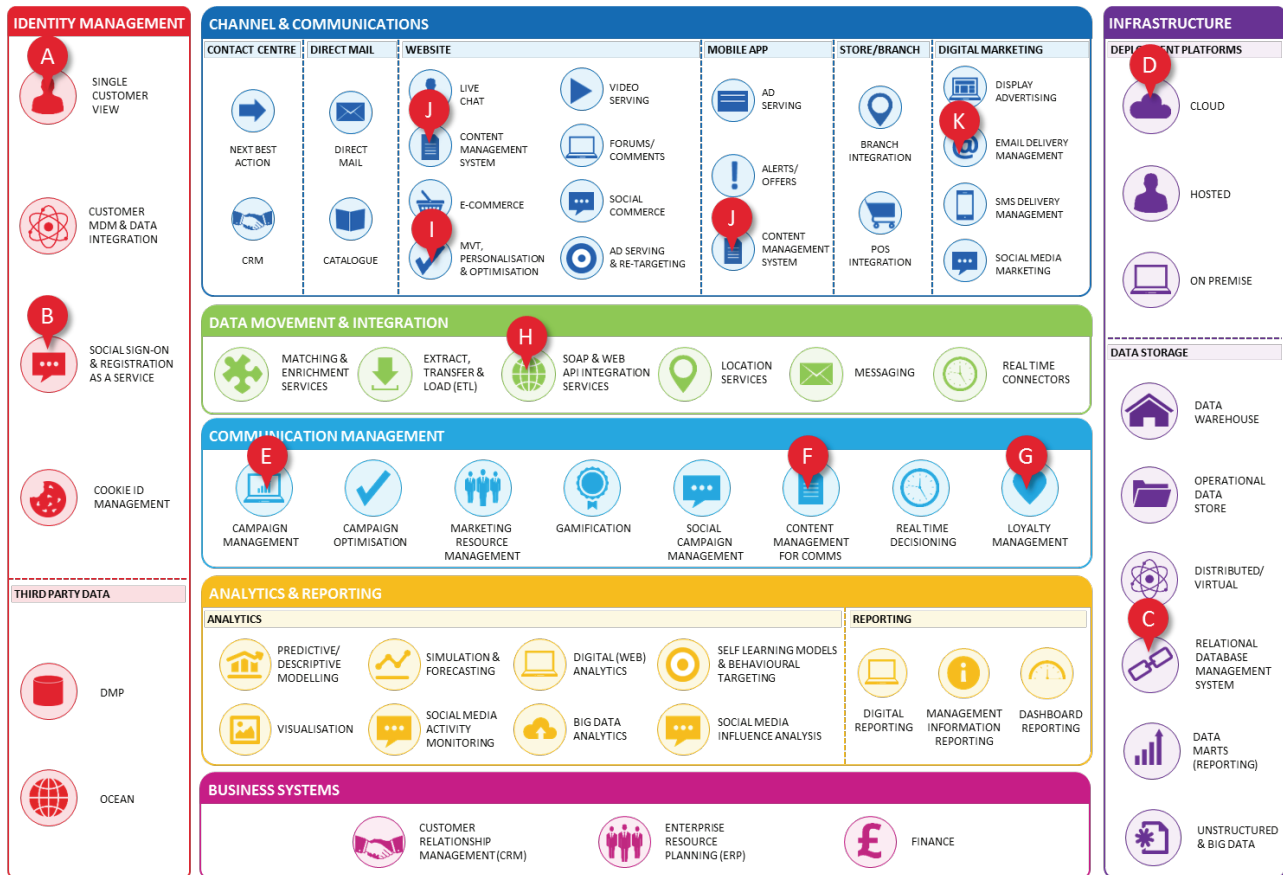 IDENTITY MANAGEMENT
A
SINGLE
CUSTOMER
VIEW
CUSTOMER
MDM & DATA
INTEGRATION
B
SOCIAL SIGN-ON
& REGISTRATION
AS A SERVICE
COOKIE ID
MANAGEMENT
THIRD PARTY DATA
DMP
OCEAN
CHANNEL & COMMUNICATIONS
CONTACT CENTRE
NEXT BEST
ACTION
CRM
DIRECT MAIL
DIRECT
MAIL
CATALOGUE
WEBSITE
LIVE
CHAT
J
CONTENT
MANAGEMENT
SYSTEM
E-COMMERCE
I
MVT,
PERSONALISATION
& OPTIMISATION
VIDEO
SERVING
FORUMS/
COMMENTS
SOCIAL
COMMERCE
AD SERVING
& RE-TARGETING
MOBILE APP
AD
SERVING
ALERTS/
OFFERS
J
CONTENT
MANAGEMENT
SYSTEM
STORE/BRANCH
BRANCH
INTEGRATION
POS
INTEGRATION
DIGITAL MARKETING
DISPLAY
ADVERTISING
K
@
EMAIL DELIVERY
MANAGEMENT
SMS DELIVERY
MANAGEMENT
SOCIAL MEDIA
MARKETING
DATA MOVEMENT & INTEGRATION
MATCHING &
ENRICHMENT
SERVICES
EXTRACT,
TRANSFER &
LOAD (ETL)
H
SOAP & WEB
API INTEGRATION
SERVICES
LOCATION
SERVICES
MESSAGING
REAL TIME
CONNECTORS
COMMUNICATION MANAGEMENT
E
CAMPAIGN
MANAGEMENT
CAMPAIGN
OPTIMISATION
MARKETING
RESOURCE
MANAGEMENT
GAMIFICATION
SOCIAL
CAMPAIGN
MANAGEMENT
F
CONTENT
MANAGEMENT
FOR COMMS
REAL TIME
DECISIONING
G
LOYALTY
MANAGEMENT
ANALYTICS & REPORTING
ANALYTICS
PREDICTIVE/
DESCRIPTIVE
MODELLING
SIMULATION &
FORECASTING
DIGITAL (WEB)
ANALYTICS
SELF LEARNING MODELS
& BEHAVIOURAL
TARGETING
VISUALISATION
SOCIAL MEDIA
ACTIVITY
MONITORING
BIG DATA
ANALYTICS
SOCIAL MEDIA
INFLUENCE ANALYSIS
REPORTING
DIGITAL
REPORTING
i
MANAGEMENT
INFORMATION
REPORTING
DASHBOARD
REPORTING
BUSINESS SYSTEMS
CUSTOMER
RELATIONSHIP
MANAGEMENT (CRM)
ENTERPRISE
RESOURCE
PLANNING (ERP)
£
FINANCE
INFRASTRUCTURE
DEPLOYMENT PLATFORMS
D
CLOUD
HOSTED
ON PREMISE
DATA STORAGE
DATA
WAREHOUSE
OPERATIONAL
DATA
STORE
DISTRIBUTED/
VIRTUAL
C
RELATIONAL
DATABASE
MANAGEMENT
SYSTEM
DATA
MARTS
(REPORTING)
UNSTRUCTURED
& BIG DATA